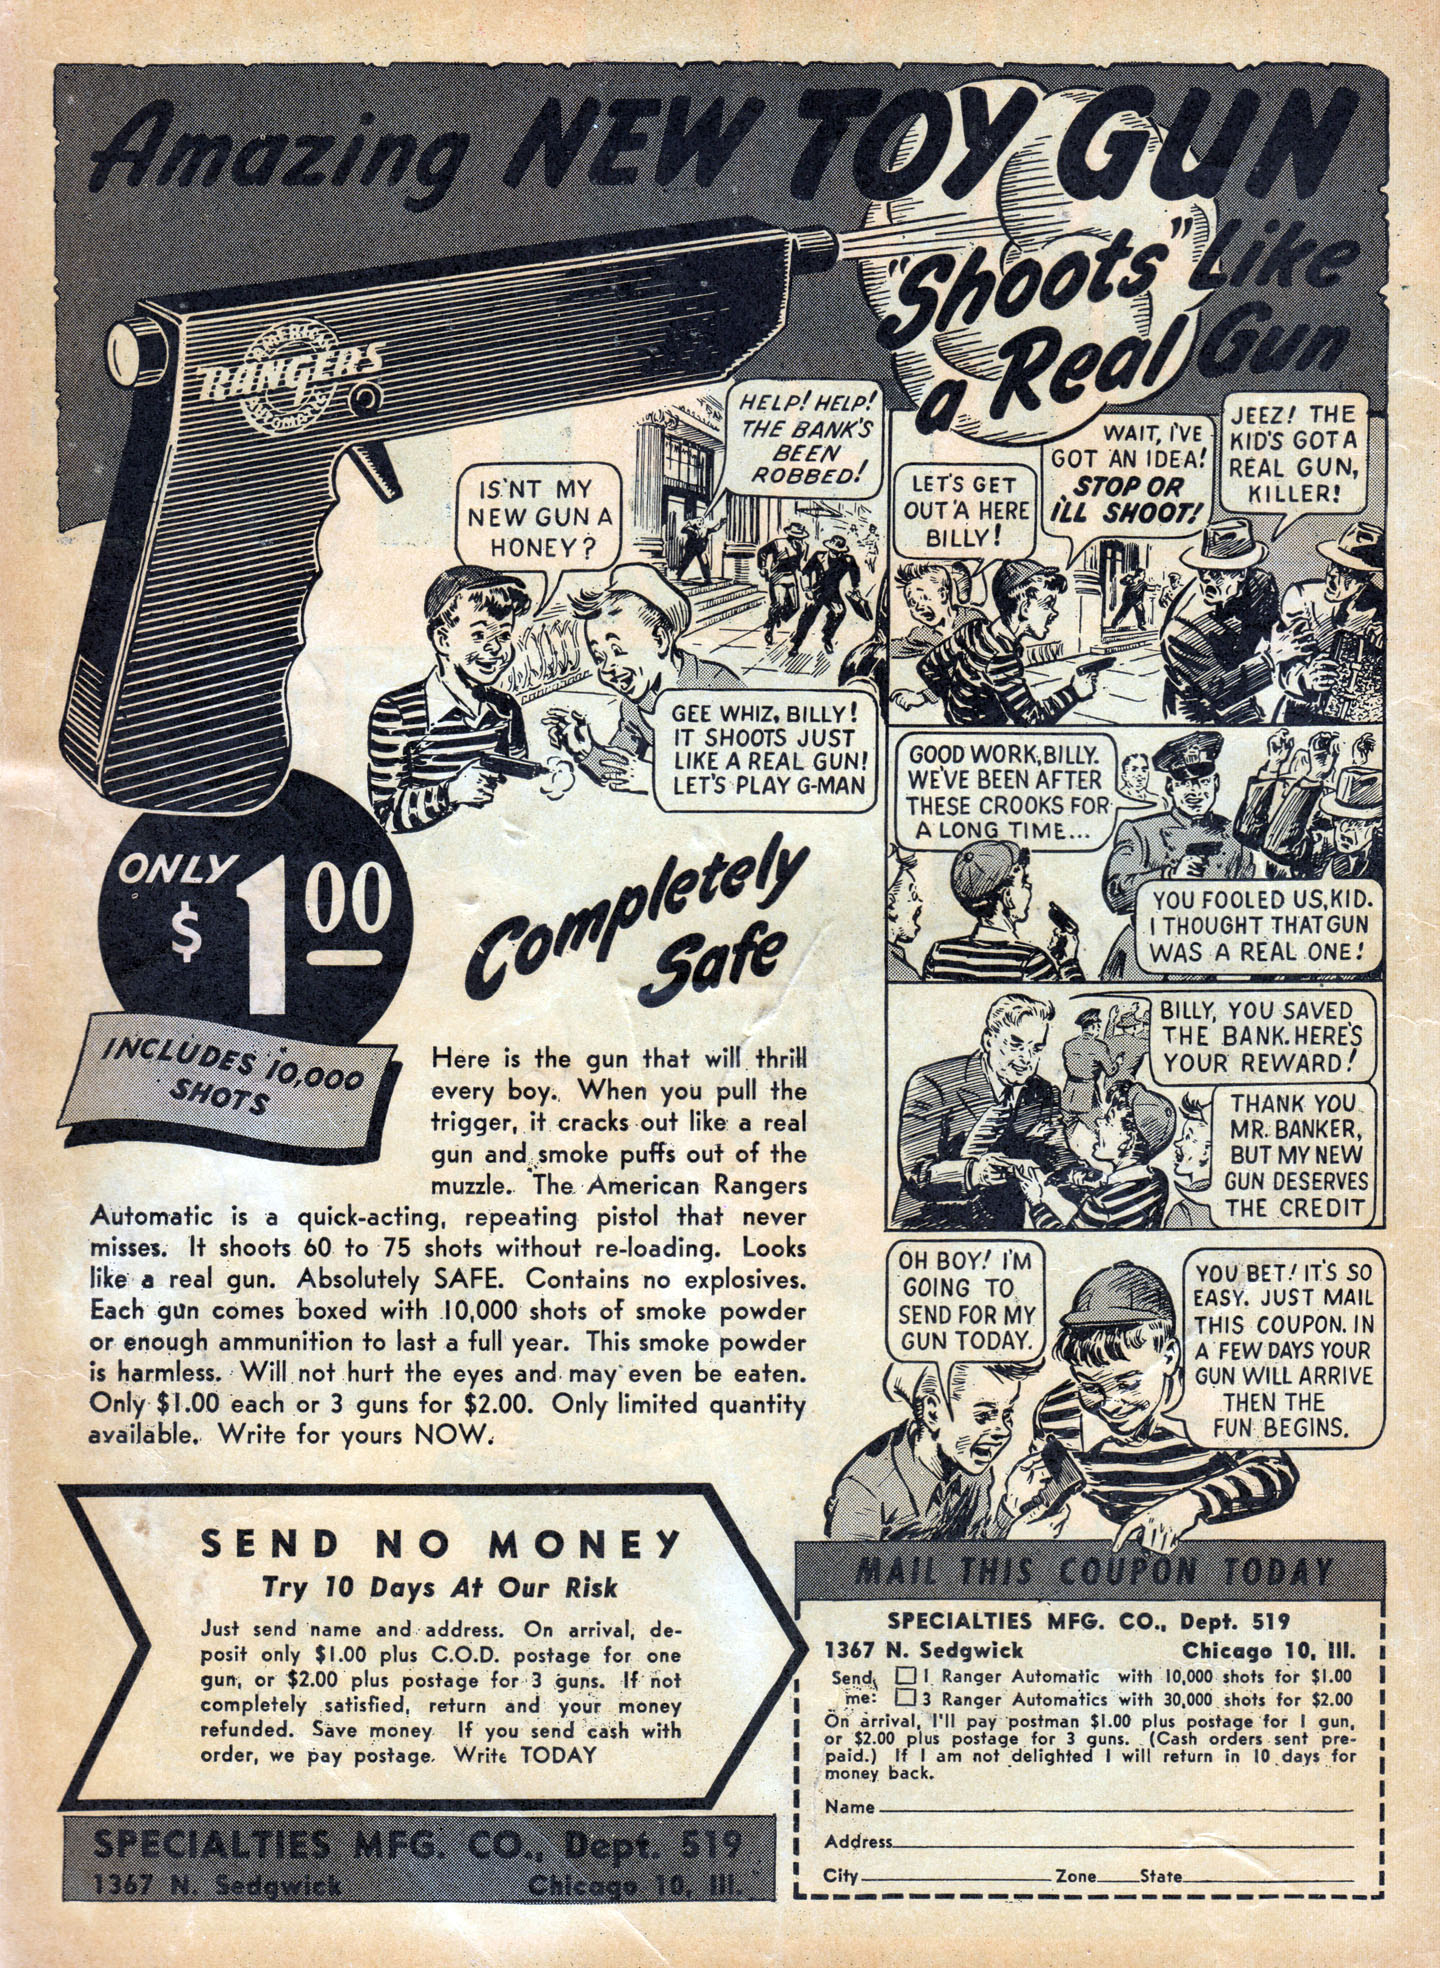 Amazing NEW TOY GUN
"Shoots" Like
a Real Gun
AMERICAN
RANGERS
AUTOMATIC
HELP! HELP!
THE BANK'S
BEEN
ROBBED!
IS'NT MY
NEW GUN A
HONEY?
GEE WHIZ, BILLY!
IT SHOOTS JUST
LIKE A REAL GUN!
LET'S PLAY G-MAN
LET'S GET
OUT'A HERE
BILLY!
WAIT, I'VE
GOT AN IDEA!
STOP OR
I'LL SHOOT!
JEEZ! THE
KID'S GOT A
REAL GUN,
KILLER!
GOOD WORK, BILLY.
WE'VE BEEN AFTER
THESE CROOKS FOR
A LONG TIME...
YOU FOOLED US, KID.
I THOUGHT THAT GUN
WAS A REAL ONE!
BILLY, YOU SAVED
THE BANK. HERE'S
YOUR REWARD!
THANK YOU
MR. BANKER,
BUT MY NEW
GUN DESERVES
THE CREDIT
OH BOY! I'M
GOING TO
SEND FOR MY
GUN TODAY.
YOU BET! IT'S SO
EASY. JUST MAIL
THIS COUPON. IN
A FEW DAYS YOUR
GUN WILL ARRIVE
THEN THE
FUN BEGINS.
ONLY
$1.00
INCLUDES 10,000
SHOTS
Completely
Safe
Here is the gun that will thrill
every boy. When you pull the
trigger, it cracks out like a real
gun and smoke puffs out of the
muzzle. The American Rangers
Automatic is a quick-acting, repeating pistol that never
misses. It shoots 60 to 75 shots without re-loading. Looks
like a real gun. Absolutely SAFE. Contains no explosives.
Each gun comes boxed with 10,000 shots of smoke powder
or enough ammunition to last a full year. This smoke powder
is harmless. Will not hurt the eyes and may even be eaten.
Only $1.00 each or 3 guns for $2.00. Only limited quantity
available. Write for yours NOW.
SEND NO MONEY
Try 10 Days At Our Risk
Just send name and address. On arrival, de-
posit only $1.00 plus C.O.D. postage for one
gun, or $2.00 plus postage for 3 guns. If not
completely satisfied, return and your money
refunded. Save money. If you send cash with
order, we pay postage. Write TODAY
SPECIALTIES MFG. CO., Dept. 519
1367 N. Sedgwick Chicago 10, Ill.
MAIL THIS COUPON TODAY
SPECIALTIES MFG. CO., Dept. 519
1367 N. Sedgwick Chicago 10, Ill.
Send 1 Ranger Automatic with 10,000 shots for $1.00
me: 3 Ranger Automatics with 30,000 shots for $2.00
On arrival, I'll pay postman $1.00 plus postage for 1 gun,
or $2.00 plus postage for 3 guns. (Cash orders sent pre-
paid.) If I am not delighted I will return in 10 days for
money back.
Name
Address
City Zone State